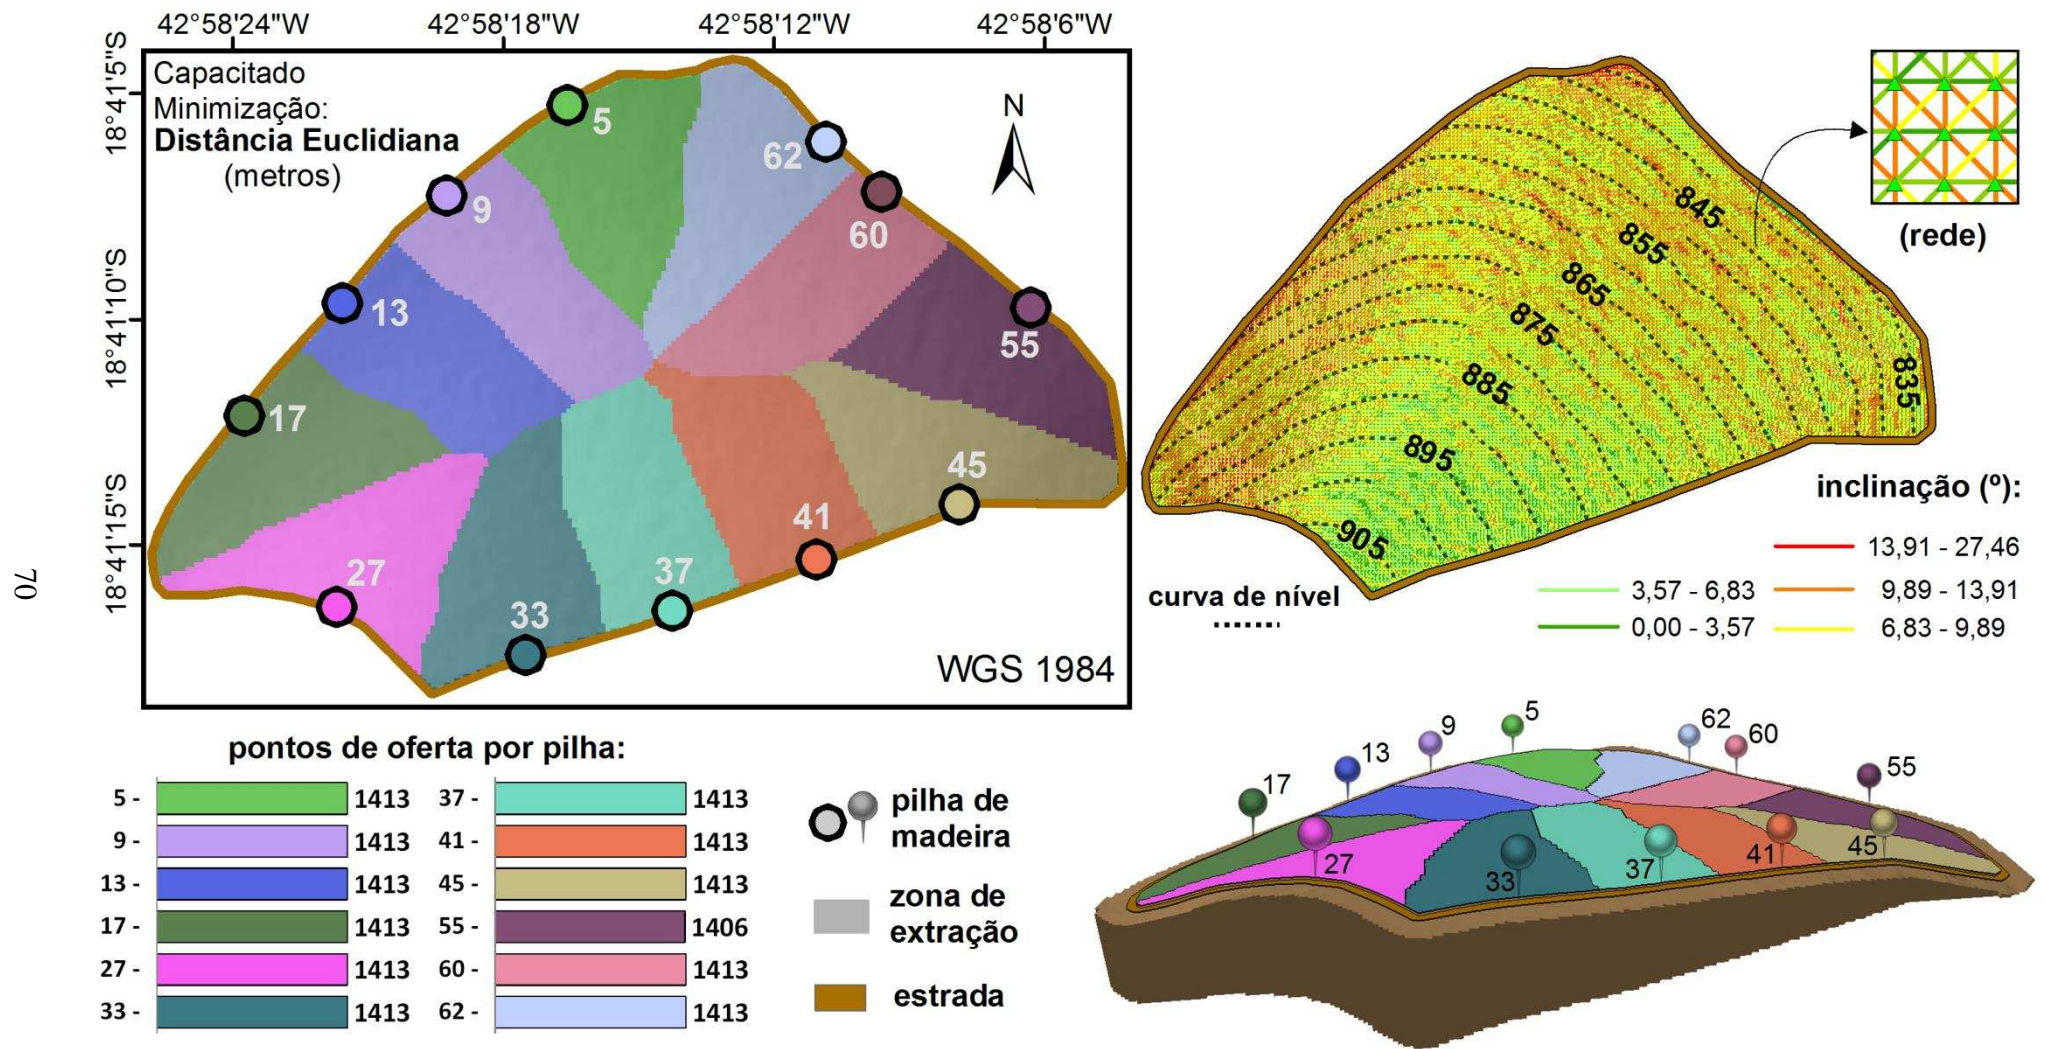 42°58'24"W 42°58'18"W 42°58'12"W 42°58'6"W
18°41'5"S
18°41'10"S
18°41'15"S
Capacitado
Minimização:
Distância Euclidiana
(metros)
N
5
62
9
60
13
55
17
45
41
27
37
33
WGS 1984
845
855
865
875
885
895
905
835
(rede)
inclinação (º):
13,91 - 27,46
3,57 - 6,83 9,89 - 13,91
0,00 - 3,57 6,83 - 9,89
curva de nível
70
pontos de oferta por pilha:
5 - 1413 37 - 1413
9 - 1413 41 - 1413
13 - 1413 45 - 1413
17 - 1413 55 - 1406
27 - 1413 60 - 1413
33 - 1413 62 - 1413
pilha de
madeira
zona de
extração
estrada
5
62
9
60
13
55
17
27
33
37
41
45